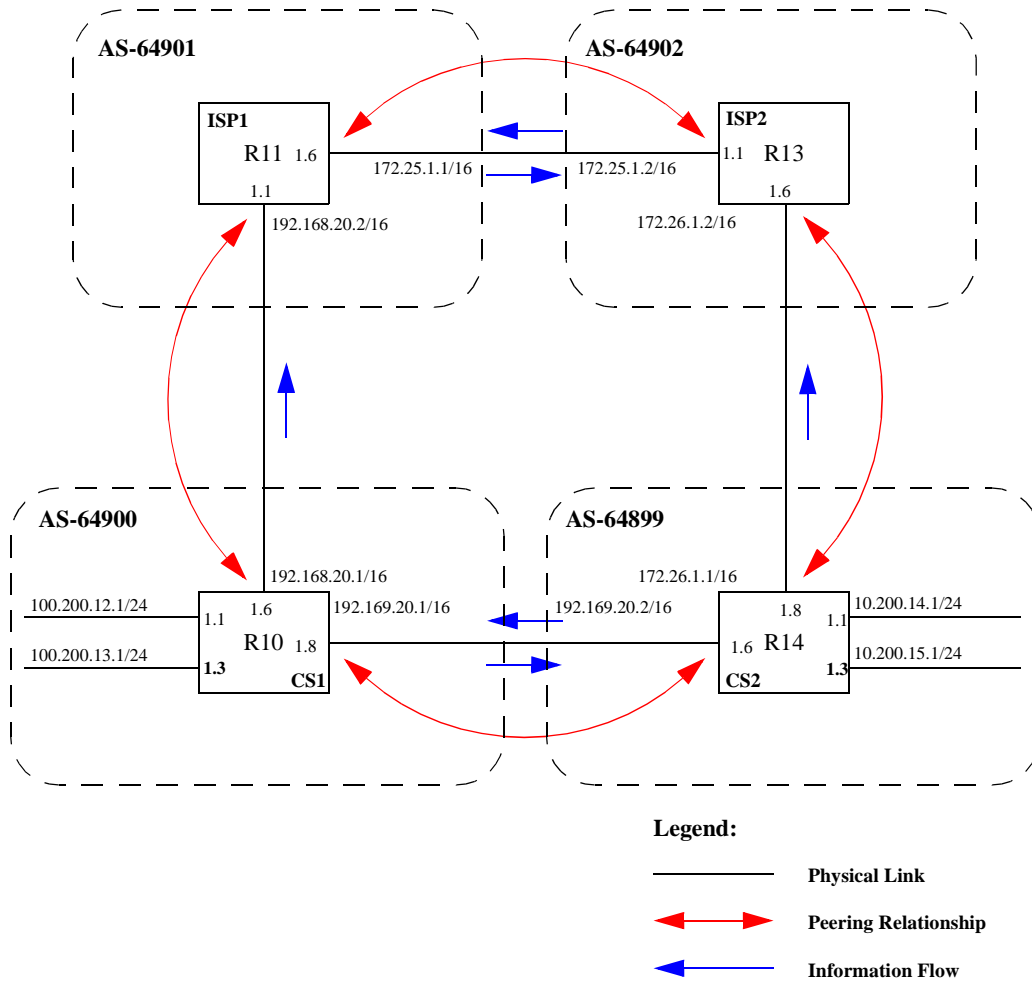 AS-64901
AS-64902
ISP1
R11
1.6
1.1
172.25.1.1/16
172.25.1.2/16
ISP2
1.1
R13
1.6
192.168.20.2/16
172.26.1.2/16
AS-64900
AS-64899
192.168.20.1/16
172.26.1.1/16
100.200.12.1/24
1.1
1.6
192.169.20.1/16
192.169.20.2/16
1.8
1.1
10.200.14.1/24
100.200.13.1/24
1.3
R10
1.8
CS1
1.6
R14
1.3
CS2
10.200.15.1/24
Legend:
Physical Link
Peering Relationship
Information Flow